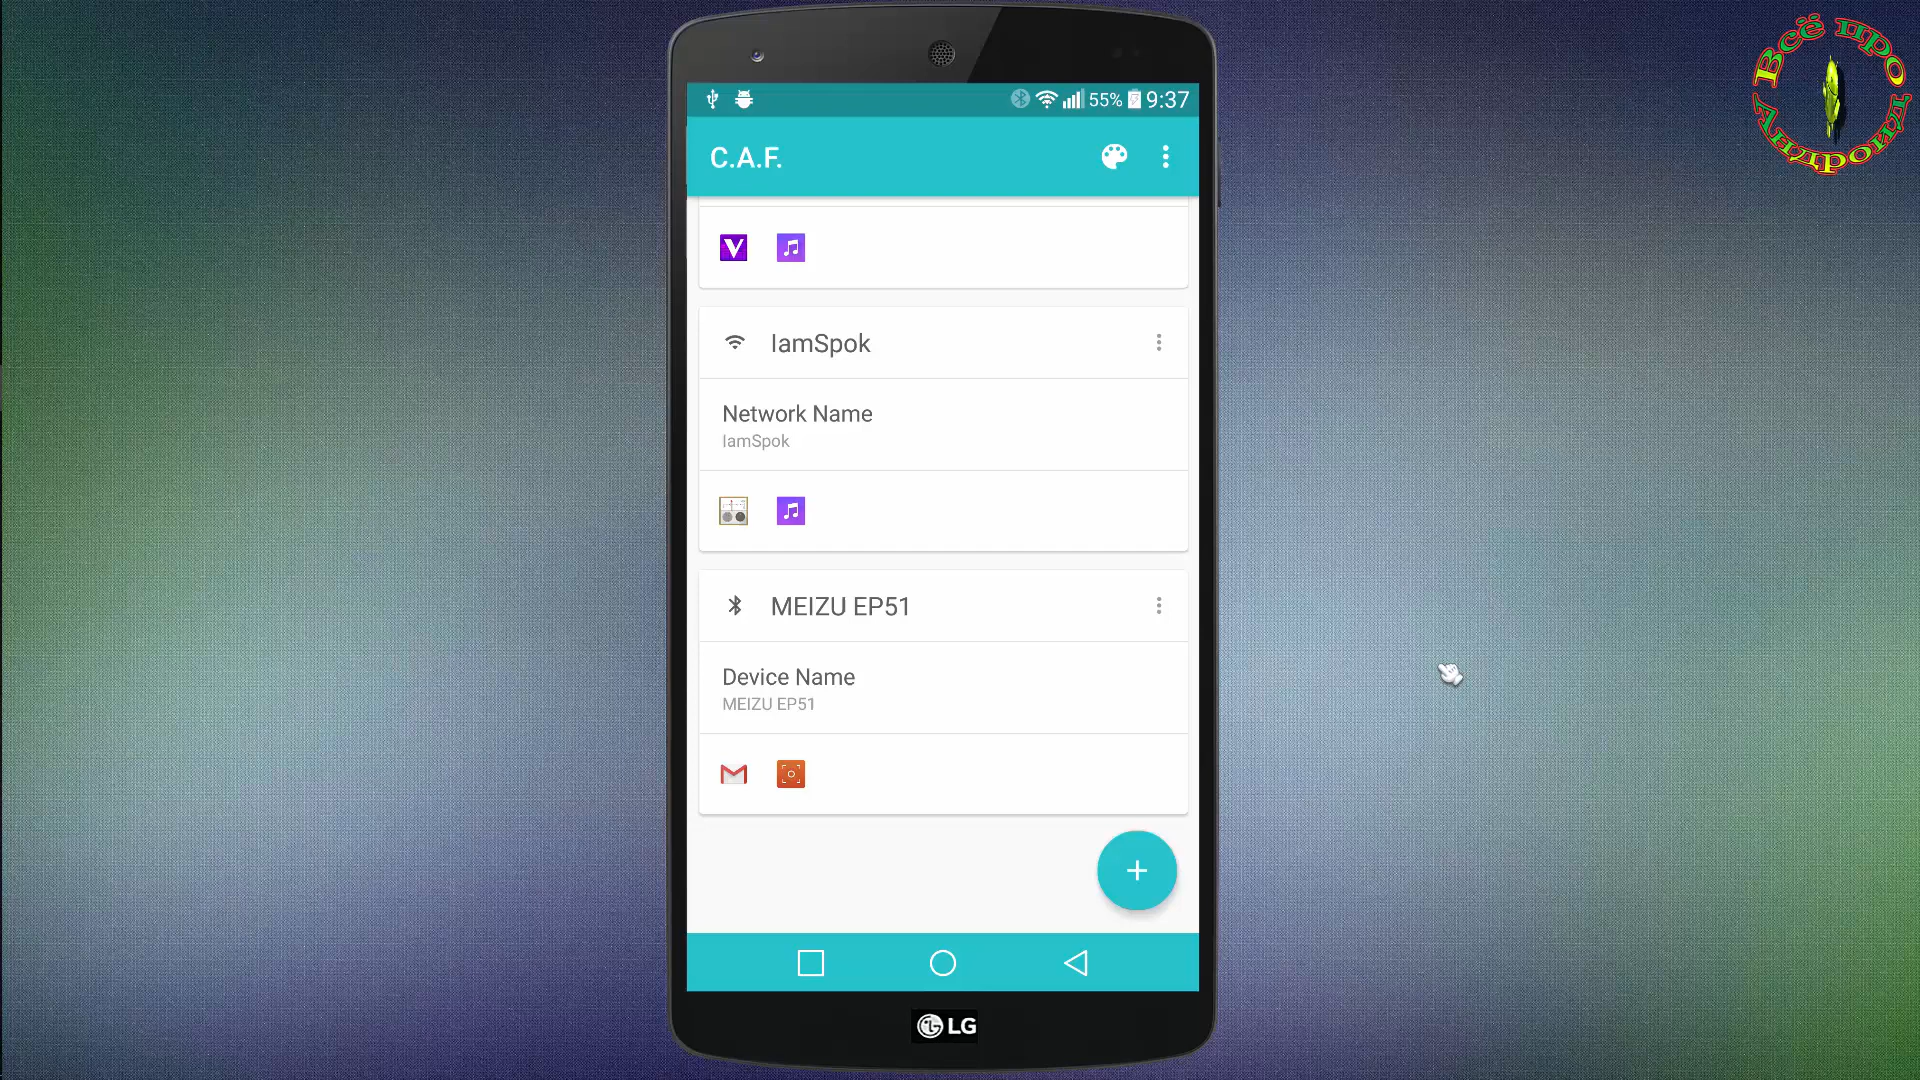 Всё про Андроид
55% 9:37
C.A.F.
V
IamSpok
Network Name
IamSpok
MEIZU EP51
Device Name
MEIZU EP51
LG